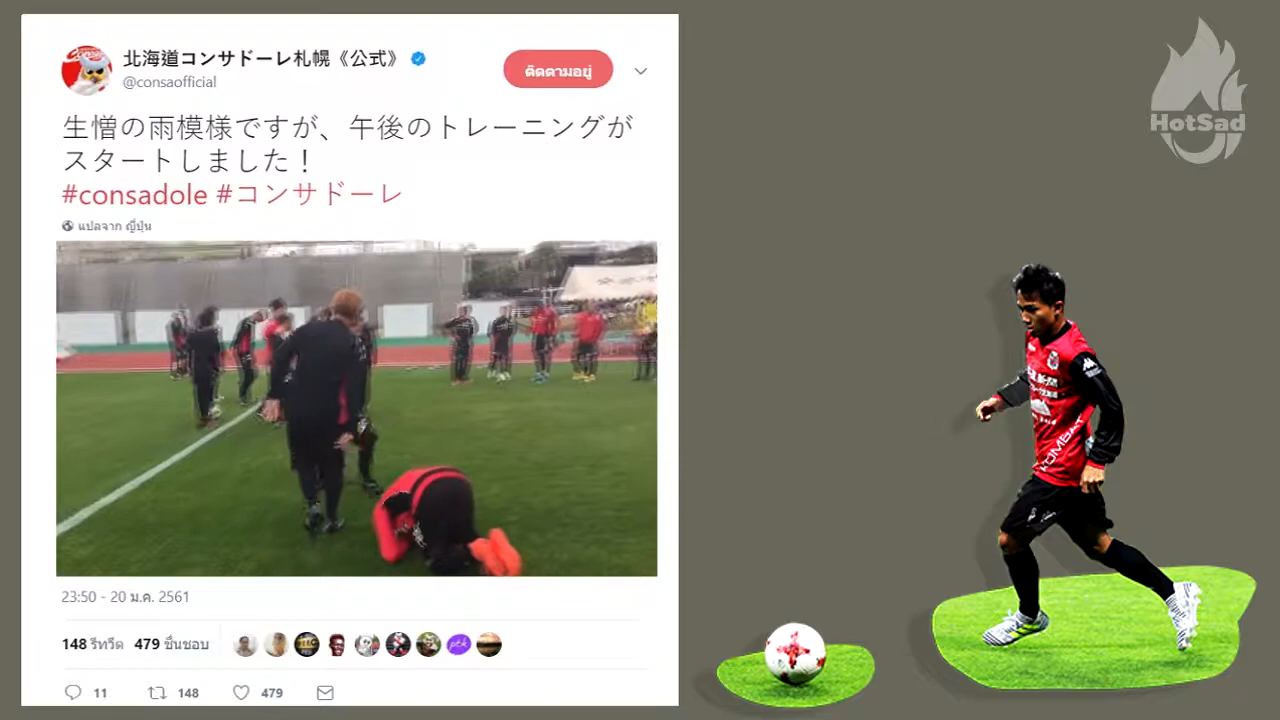 北海道コンサドーレ札幌《公式》
@consaofficial
ติดตามอยู่
生憎の雨模様ですが、午後のトレーニングが
スタートしました！
#consadole #コンサドーレ
แปลจาก ญี่ปุ่น
23:50 - 20 ม.ค. 2561
148 รีทวีต 479 ชื่นชอบ
pck
11 148 479
HotSad
KOMBAT